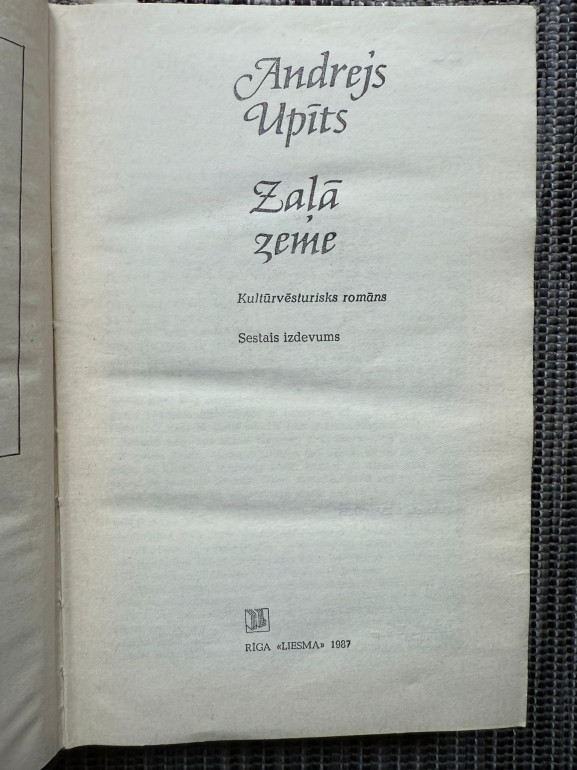 Andrejs
Upīts
Zaļā
zeme
Kultūrvēsturisks romāns
Sestais izdevums
RĪGA «LIESMA» 1987